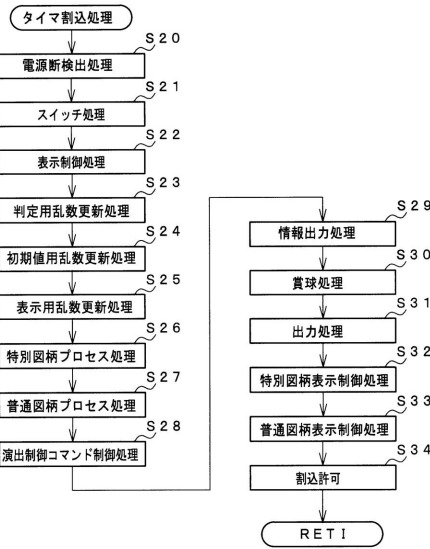 タイマ割込処理
S20
電源断検出処理
S21
スイッチ処理
S22
表示制御処理
S23
判定用乱数更新処理
S24
初期値用乱数更新処理
S25
表示用乱数更新処理
S26
特別図柄プロセス処理
S27
普通図柄プロセス処理
S28
演出制御コマンド制御処理
S29
情報出力処理
S30
賞球処理
S31
出力処理
S32
特別図柄表示制御処理
S33
普通図柄表示制御処理
S34
割込許可
RETI